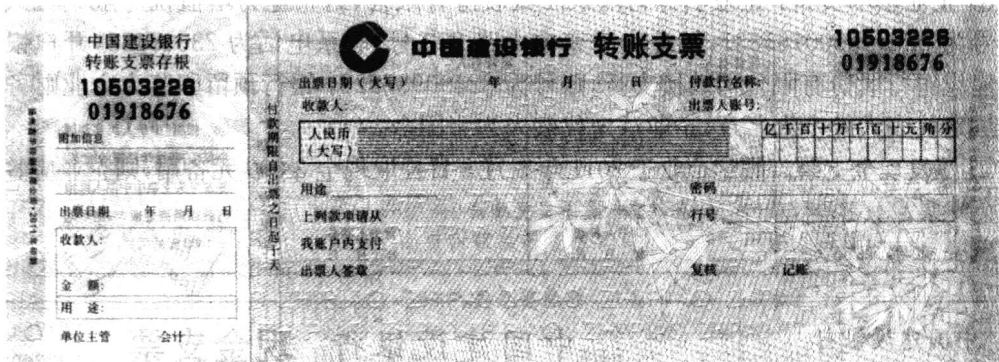 中国建设银行
转账支票存根
10503228
01918676
附加信息
出票日期 年 月 日
收款人:
金 额:
用 途:
单位主管 会计
付款期限自出票之日起十天
中国建设银行 转账支票
10503228
01918676
出票日期(大写) 年 月 日 付款行名称:
收款人: 出票人账号:
人民币
(大写)
亿千百十万千百十元角分
用途 密码
上列款项请从 行号
我账户内支付
出票人签章 复核 记账